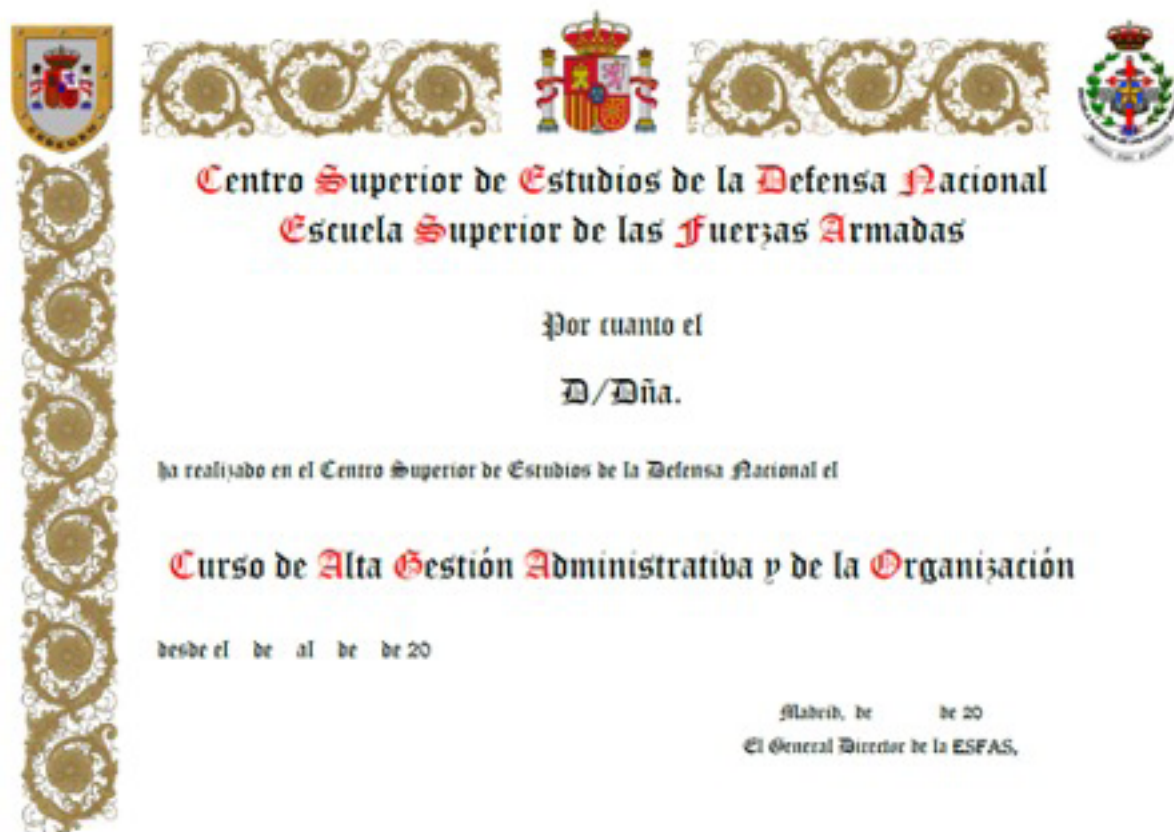 Centro Superior de Estudios de la Defensa Nacional
Escuela Superior de las Fuerzas Armadas
Por cuanto el
D/Dña.
ha realizado en el Centro Superior de Estudios de la Defensa Nacional el
Curso de Alta Gestión Administrativa y de la Organización
desde el de al de de 20
Madrid, de de 20
El General Director de la ESFAS,